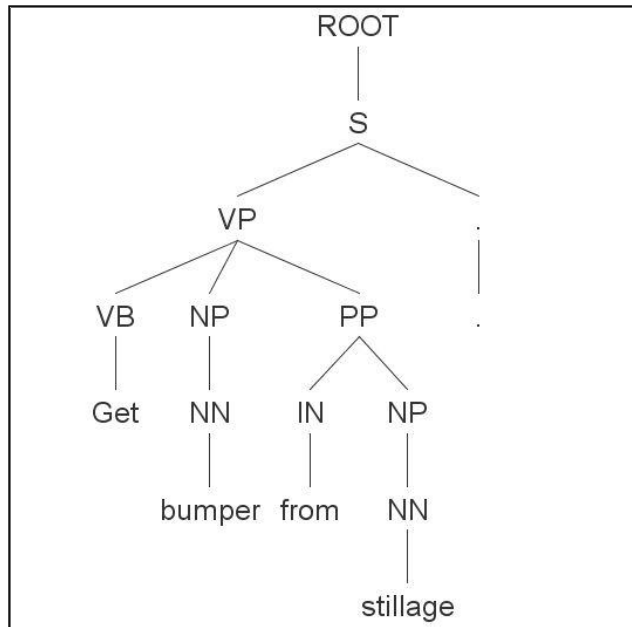 ROOT
S
VP .
VB NP PP .
Get NN IN NP
bumper from NN
stillage